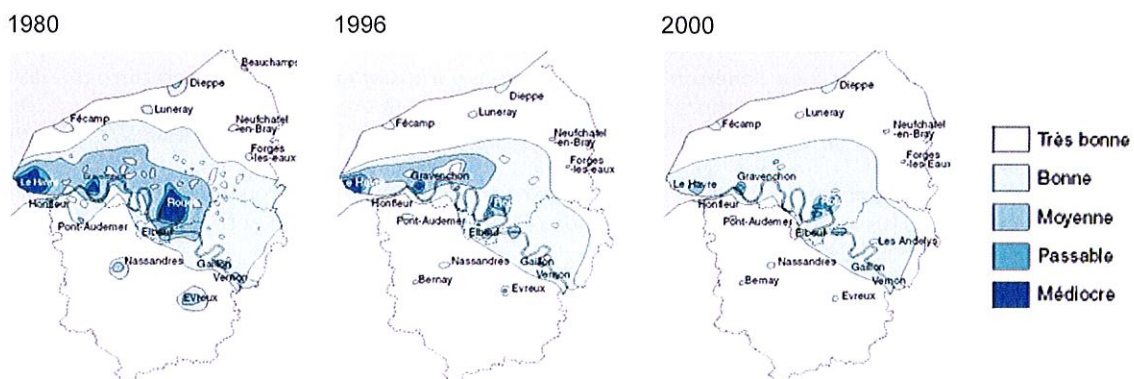 1980
Beauchamps
Dieppe
Luneray
Fécamp
Neufchatel
-en-Bray
Forges
-les-eaux
Le Havre
Honfleur
Pont-Audemer
Elbeuf
Nassandres
Gaillon
Vernon
Evreux
1996
Dieppe
Luneray
Fécamp
Neufchatel
-en-Bray
Forges
les Eaux
Gravenchon
Honfleur
Pont-Audemer
Elbeuf
Nassandres
Gaillon
Vernon
Bernay
Evreux
2000
Dieppe
Luneray
Fécamp
Neufchatel
-en-Bray
Forges
les Eaux
Gravenchon
Le Havre
Honfleur
Pont-Audemer
Elbeuf
Les Andelys
Nassandres
Gaillon
Vernon
Bernay
Evreux
Très bonne
Bonne
Moyenne
Passable
Médiocre